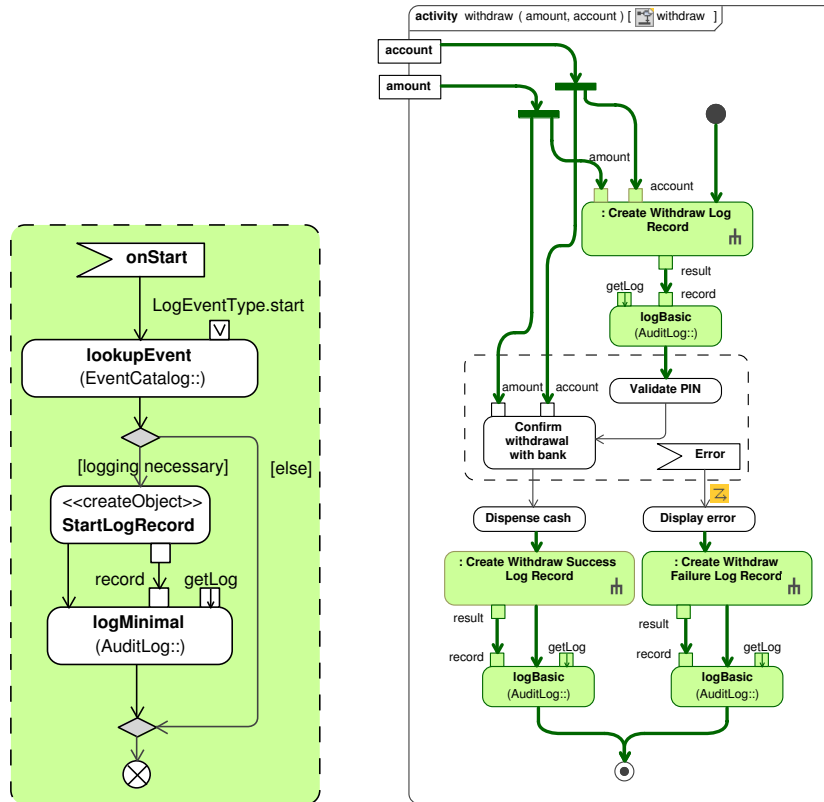 onStart
LogEventType.start
lookupEvent
(EventCatalog::)
[logging necessary]
[else]
<<createObject>>
StartLogRecord
record
getLog
logMinimal
(AuditLog::)
activity withdraw ( amount, account ) [ withdraw ]
account
amount
amount
account
: Create Withdraw Log
Record
result
getLog
record
logBasic
(AuditLog::)
amount
account
Validate PIN
Confirm
withdrawal
with bank
Error
Dispense cash
Display error
: Create Withdraw Success
Log Record
: Create Withdraw
Failure Log Record
result
result
record
getLog
record
getLog
logBasic
(AuditLog::)
logBasic
(AuditLog::)